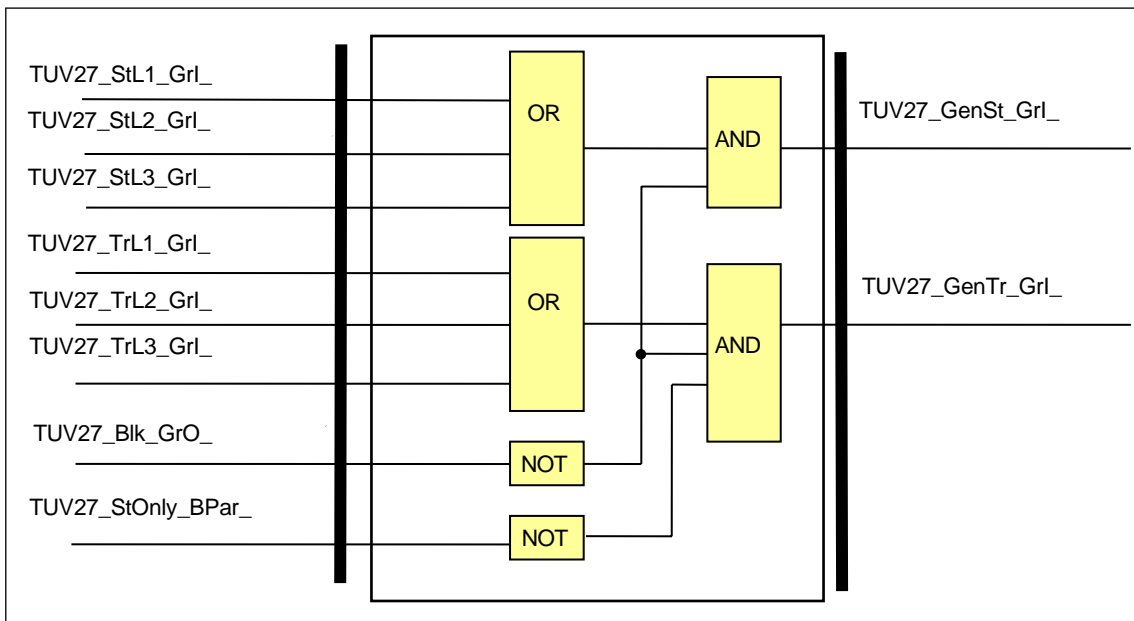 TUV27_StL1_GrI_
OR
AND
TUV27_GenSt_GrI_
TUV27_StL2_GrI_
TUV27_StL3_GrI_
TUV27_TrL1_GrI_
TUV27_TrL2_GrI_
OR
AND
TUV27_GenTr_GrI_
TUV27_TrL3_GrI_
TUV27_Blk_GrO_
NOT
TUV27_StOnly_BPar_
NOT